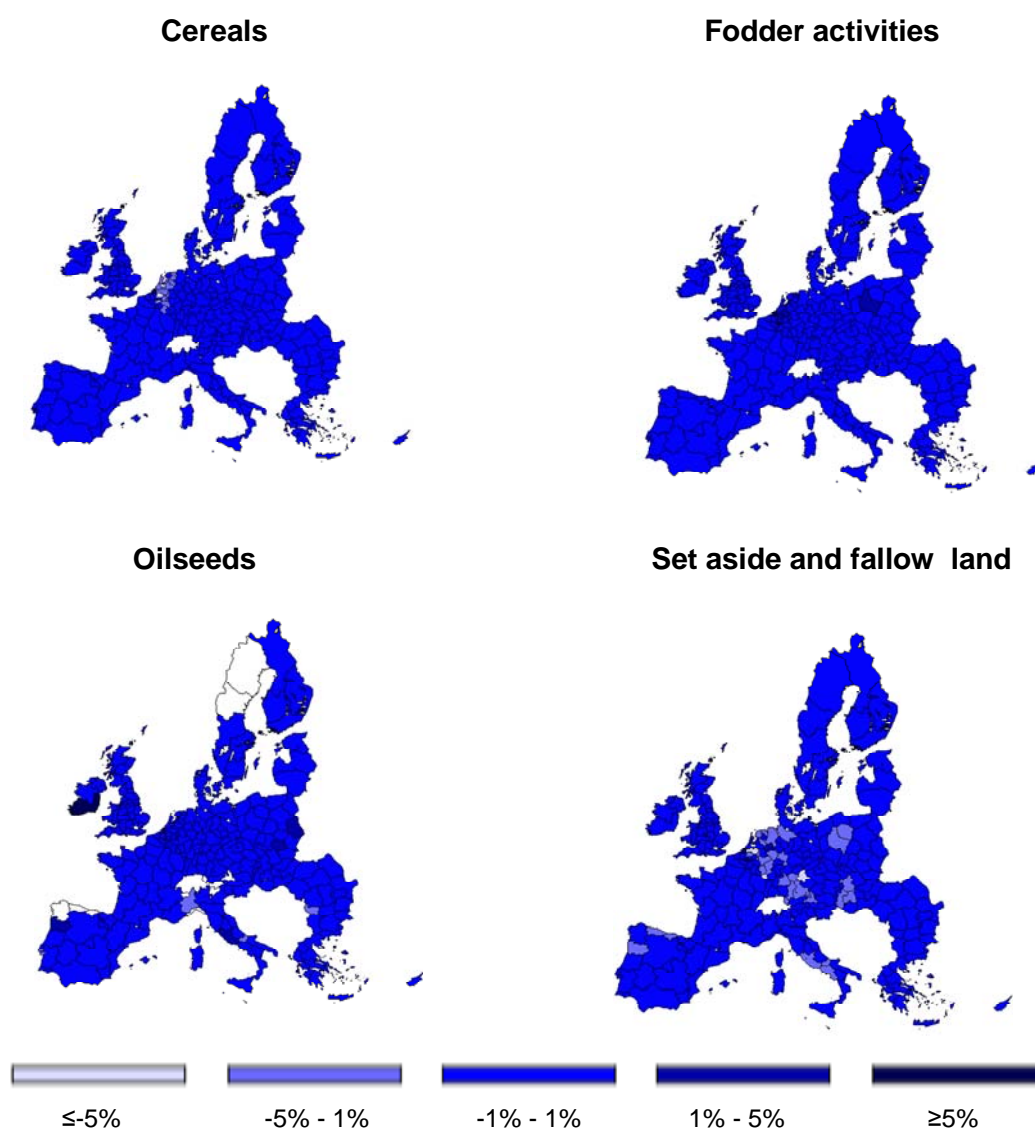 Cereals
Fodder activities
Oilseeds
Set aside and fallow land
≤-5%
-5% - 1%
-1% - 1%
1% - 5%
≥5%